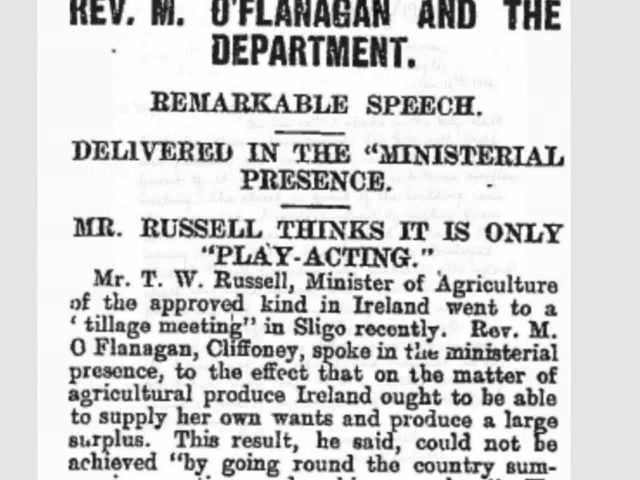 REV. M. O'FLANAGAN AND THE
DEPARTMENT.
REMARKABLE SPEECH.
DELIVERED IN THE "MINISTERIAL
PRESENCE.
MR. RUSSELL THINKS IT IS ONLY
"PLAY-ACTING."
Mr. T. W. Russell, Minister of Agriculture
of the approved kind in Ireland went to a
'tillage meeting" in Sligo recently. Rev. M.
O Flanagan, Cliffoney, spoke in the ministerial
presence, to the effect that on the matter of
agricultural produce Ireland ought to be able
to supply her own wants and produce a large
surplus. This result, he said, could not be
achieved "by going round the country sum-